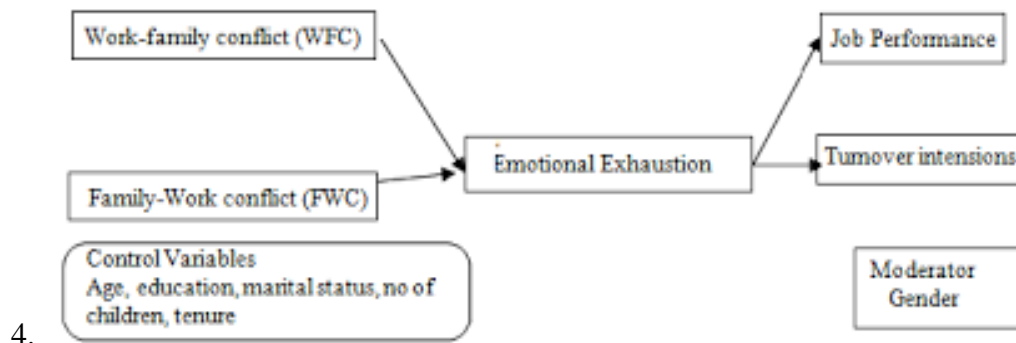 Work-family conflict (WFC)
Job Performance
Emotional Exhaustion
Turnover intensions
Family-Work conflict (FWC)
Control Variables
Age, education, marital status, no of
children, tenure
Moderator
Gender
4.